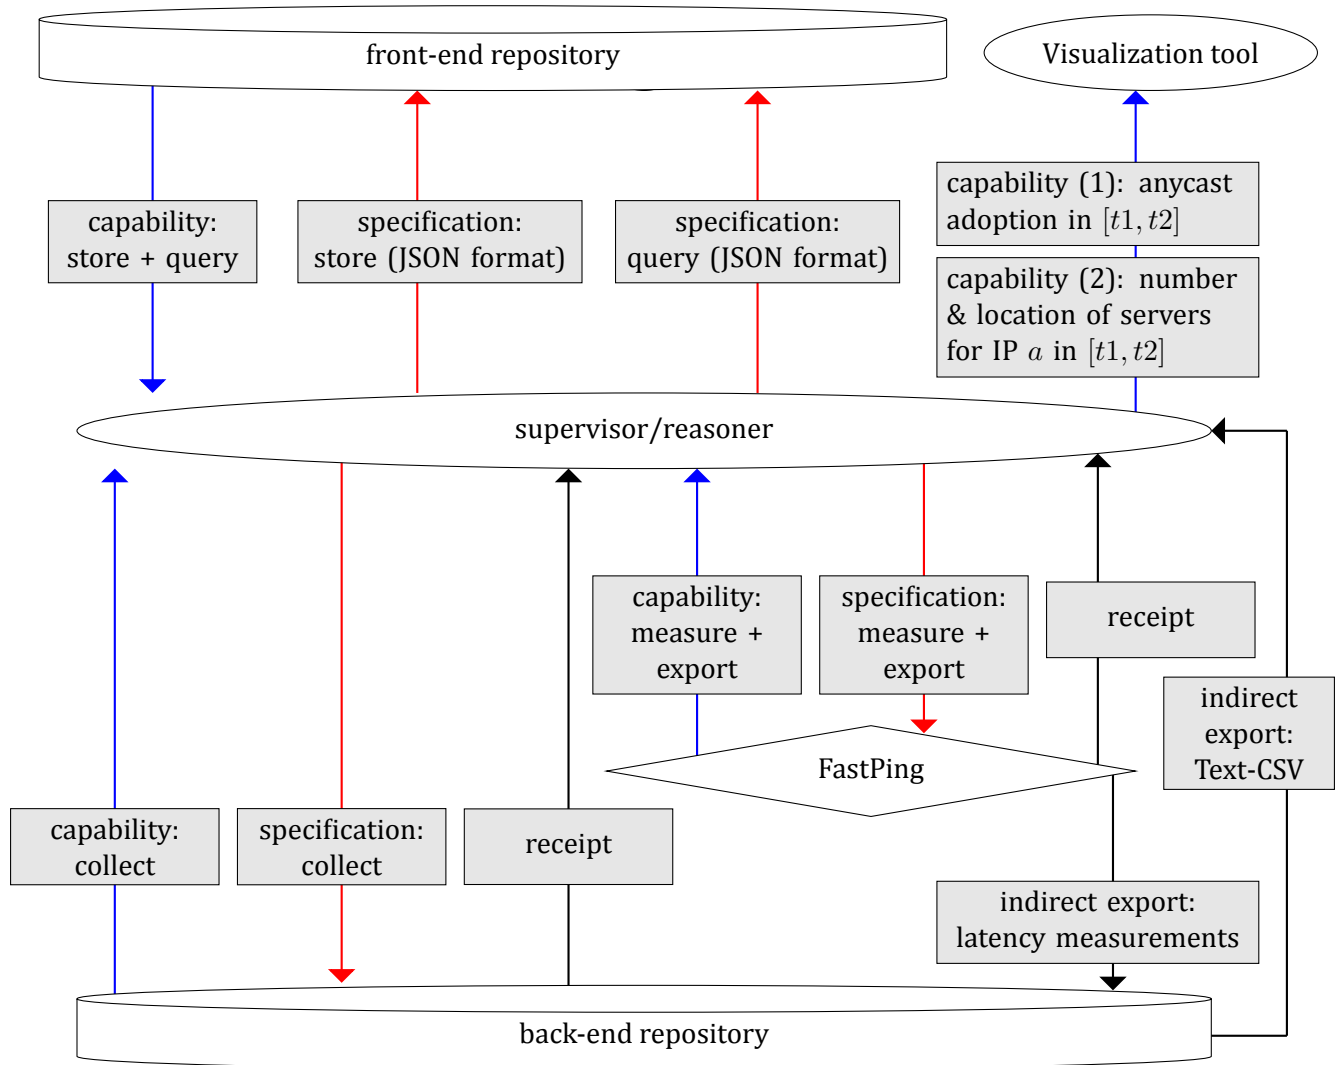 front-end repository
Visualization tool
capability:
store + query
specification:
store (JSON format)
specification:
query (JSON format)
capability (1): anycast
adoption in [t1, t2]
capability (2): number
& location of servers
for IP a in [t1, t2]
supervisor/reasoner
capability:
measure +
export
specification:
measure +
export
receipt
indirect
export:
Text-CSV
FastPing
capability:
collect
specification:
collect
receipt
indirect export:
latency measurements
back-end repository